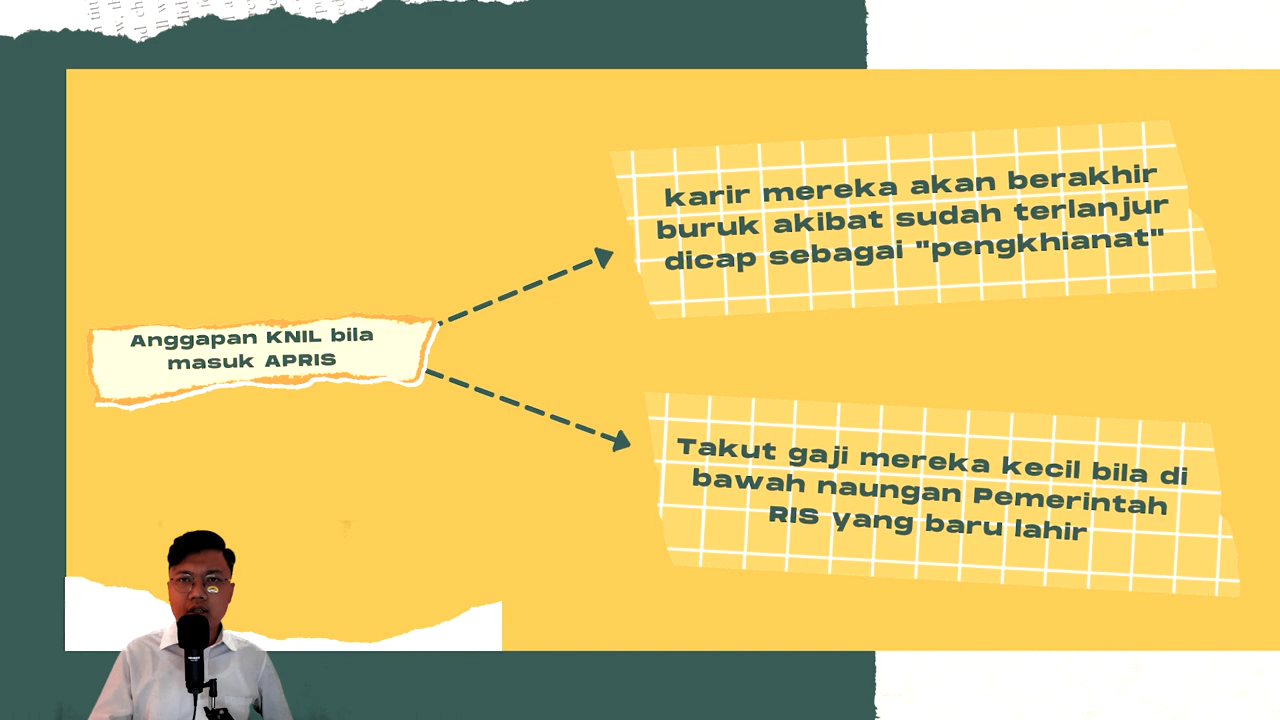 Anggapan KNIL bila
masuk APRIS
karir mereka akan berakhir
buruk akibat sudah terlanjur
dicap sebagai "pengkhianat"
Takut gaji mereka kecil bila di
bawah naungan Pemerintah
RIS yang baru lahir